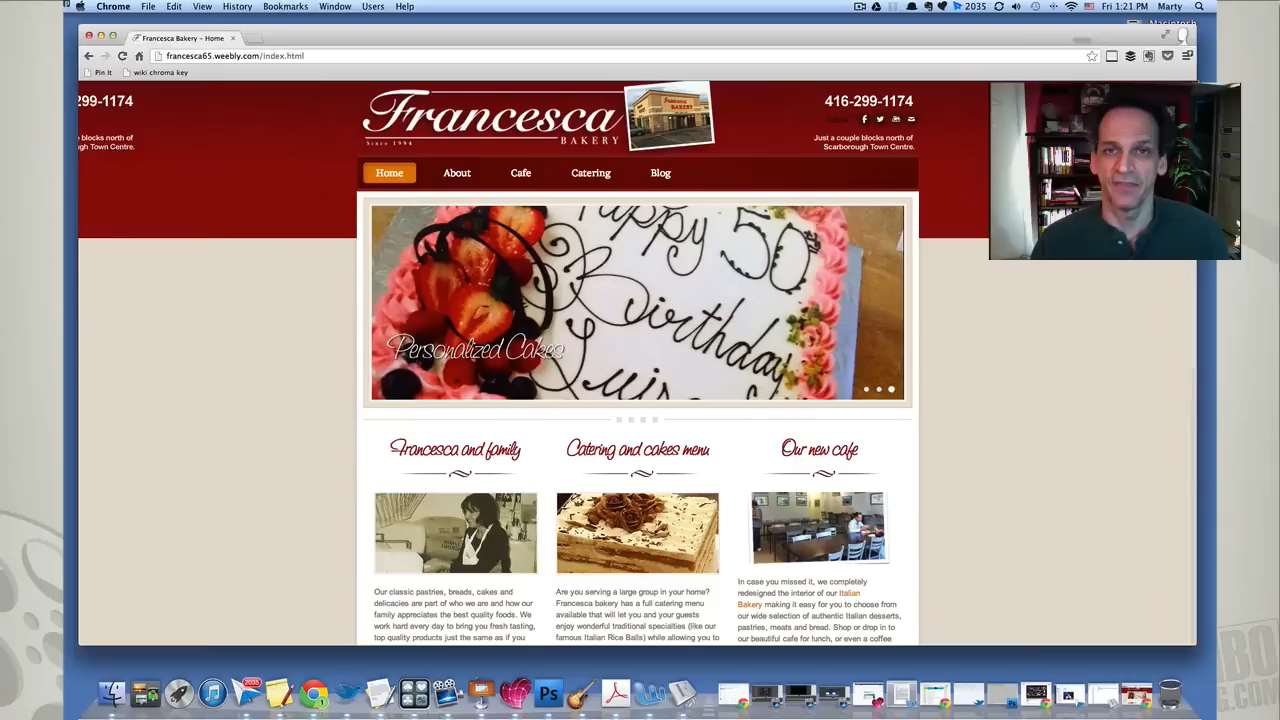 Chrome File Edit View History Bookmarks Window Users Help 2035 Fri 1:21 PM Marty
Francesca Bakery - Home
francesca65.weebly.com/index.html
Pin It wiki chroma key
299-1174
e blocks north of
ugh Town Centre.
Francesca
BAKERY
Since 1994
FRANCESCA
BAKERY
416-299-1174
Just a couple blocks north of
Scarborough Town Centre.
Home About Cafe Catering Blog
Happy 50th
Birthday
Personalized Cakes
Francesca and family
Our classic pastries, breads, cakes and
delicacies are part of who we are and how our
family appreciates the best quality foods. We
work hard every day to bring you fresh tasting,
top quality products just the same as if you
Catering and cakes menu
Are you serving a large group in your home?
Francesca bakery has a full catering menu
available that will let you and your guests
enjoy wonderful traditional specialties (like our
famous Italian Rice Balls) while allowing you to
Our new cafe
In case you missed it, we completely
redesigned the interior of our Italian
Bakery making it easy for you to choose from
our wide selection of authentic Italian desserts,
pastries, meats and bread. Shop or drop in to
our beautiful cafe for lunch, or even a coffee
2035
Ps